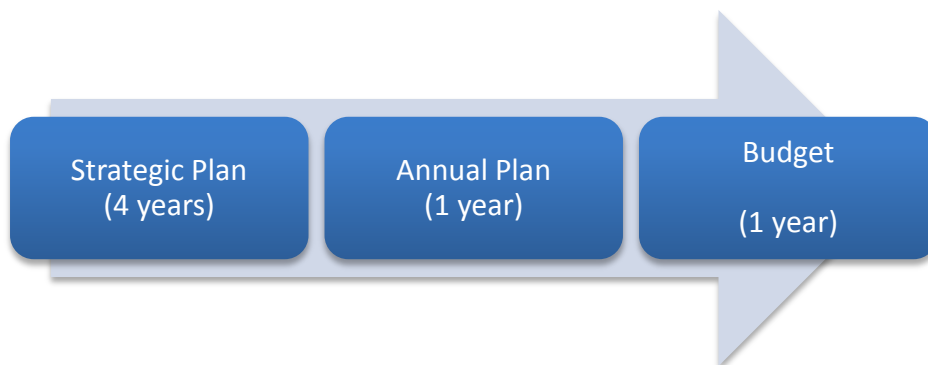 Strategic Plan
(4 years)
Annual Plan
(1 year)
Budget
(1 year)